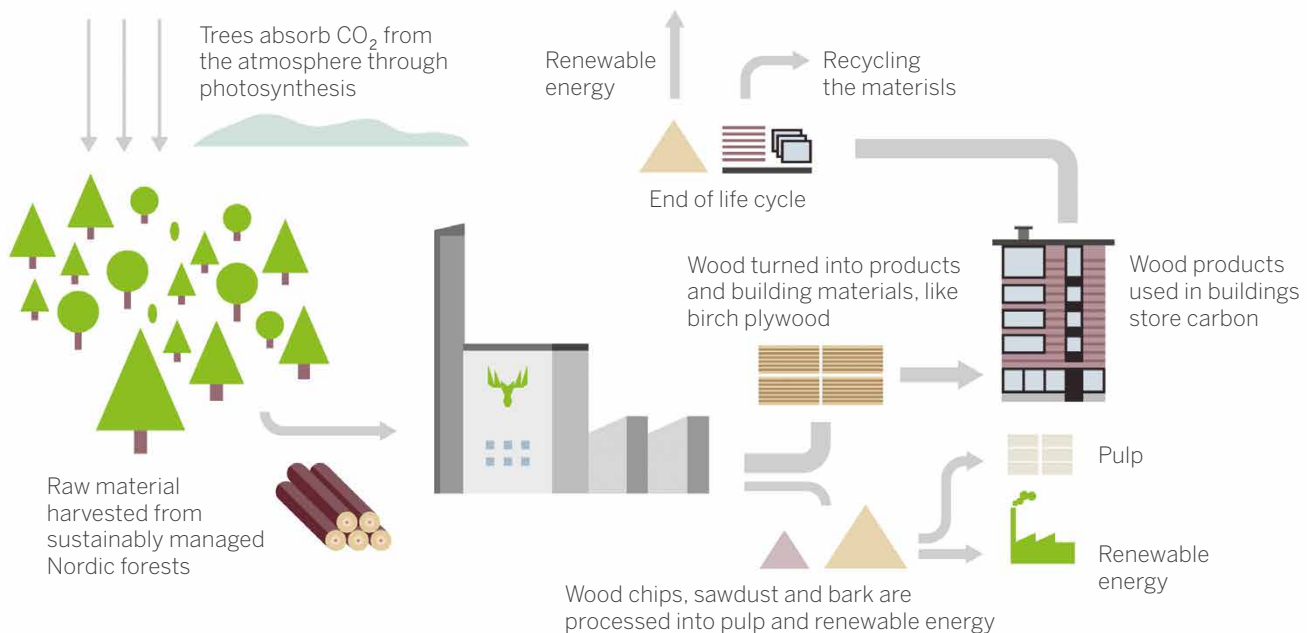 Trees absorb CO₂ from
the atmosphere through
photosynthesis
Renewable
energy
Recycling
the materisls
End of life cycle
Wood turned into products
and building materials, like
birch plywood
Wood products
used in buildings
store carbon
Raw material
harvested from
sustainably managed
Nordic forests
Pulp
Renewable
energy
Wood chips, sawdust and bark are
processed into pulp and renewable energy